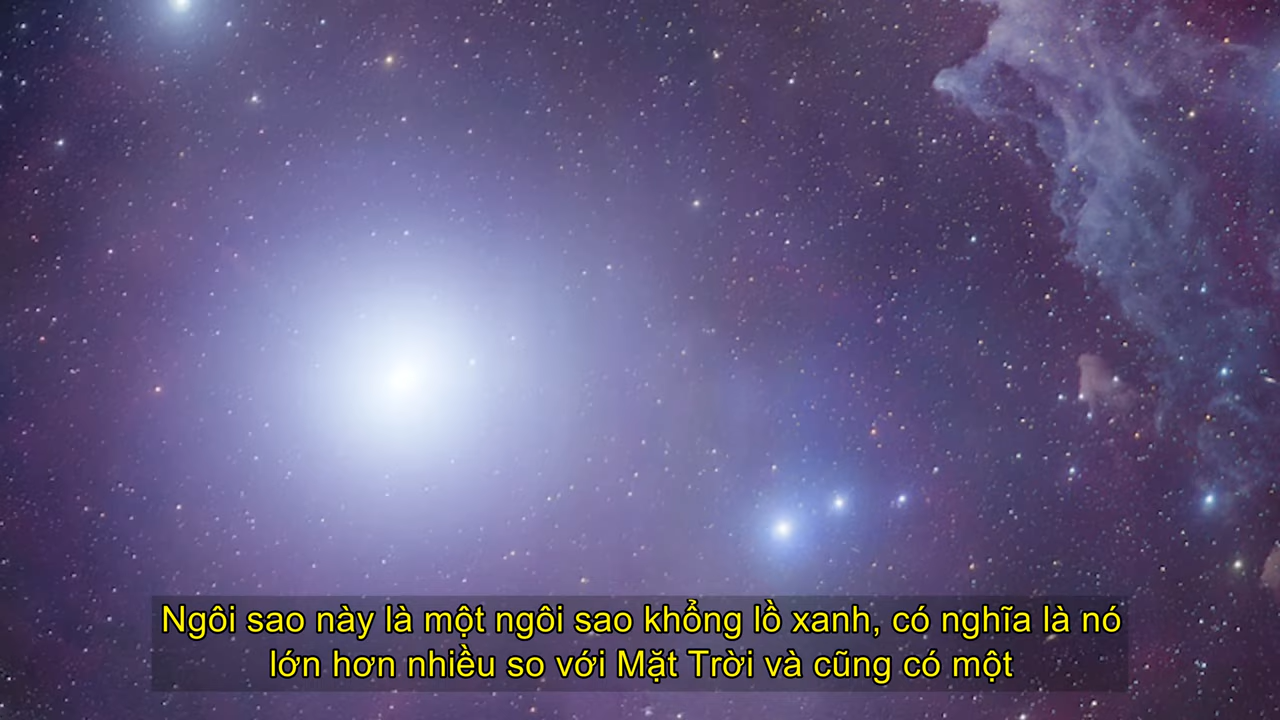 Ngôi sao này là một ngôi sao khổng lồ xanh, có nghĩa là nó
lớn hơn nhiều so với Mặt Trời và cũng có một